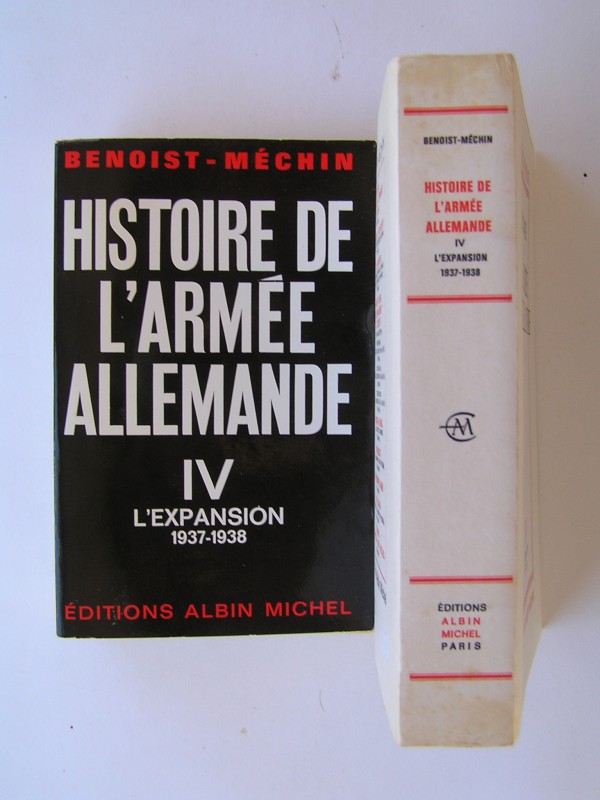 BENOIST-MÉCHIN
HISTOIRE DE
L'ARMÉE
ALLEMANDE
IV
L'EXPANSION
1937-1938
ÉDITIONS ALBIN MICHEL
BENOIST-MÉCHIN
HISTOIRE DE
L'ARMÉE
ALLEMANDE
IV
L'EXPANSION
1937-1938
ÉDITIONS
ALBIN
MICHEL
PARIS